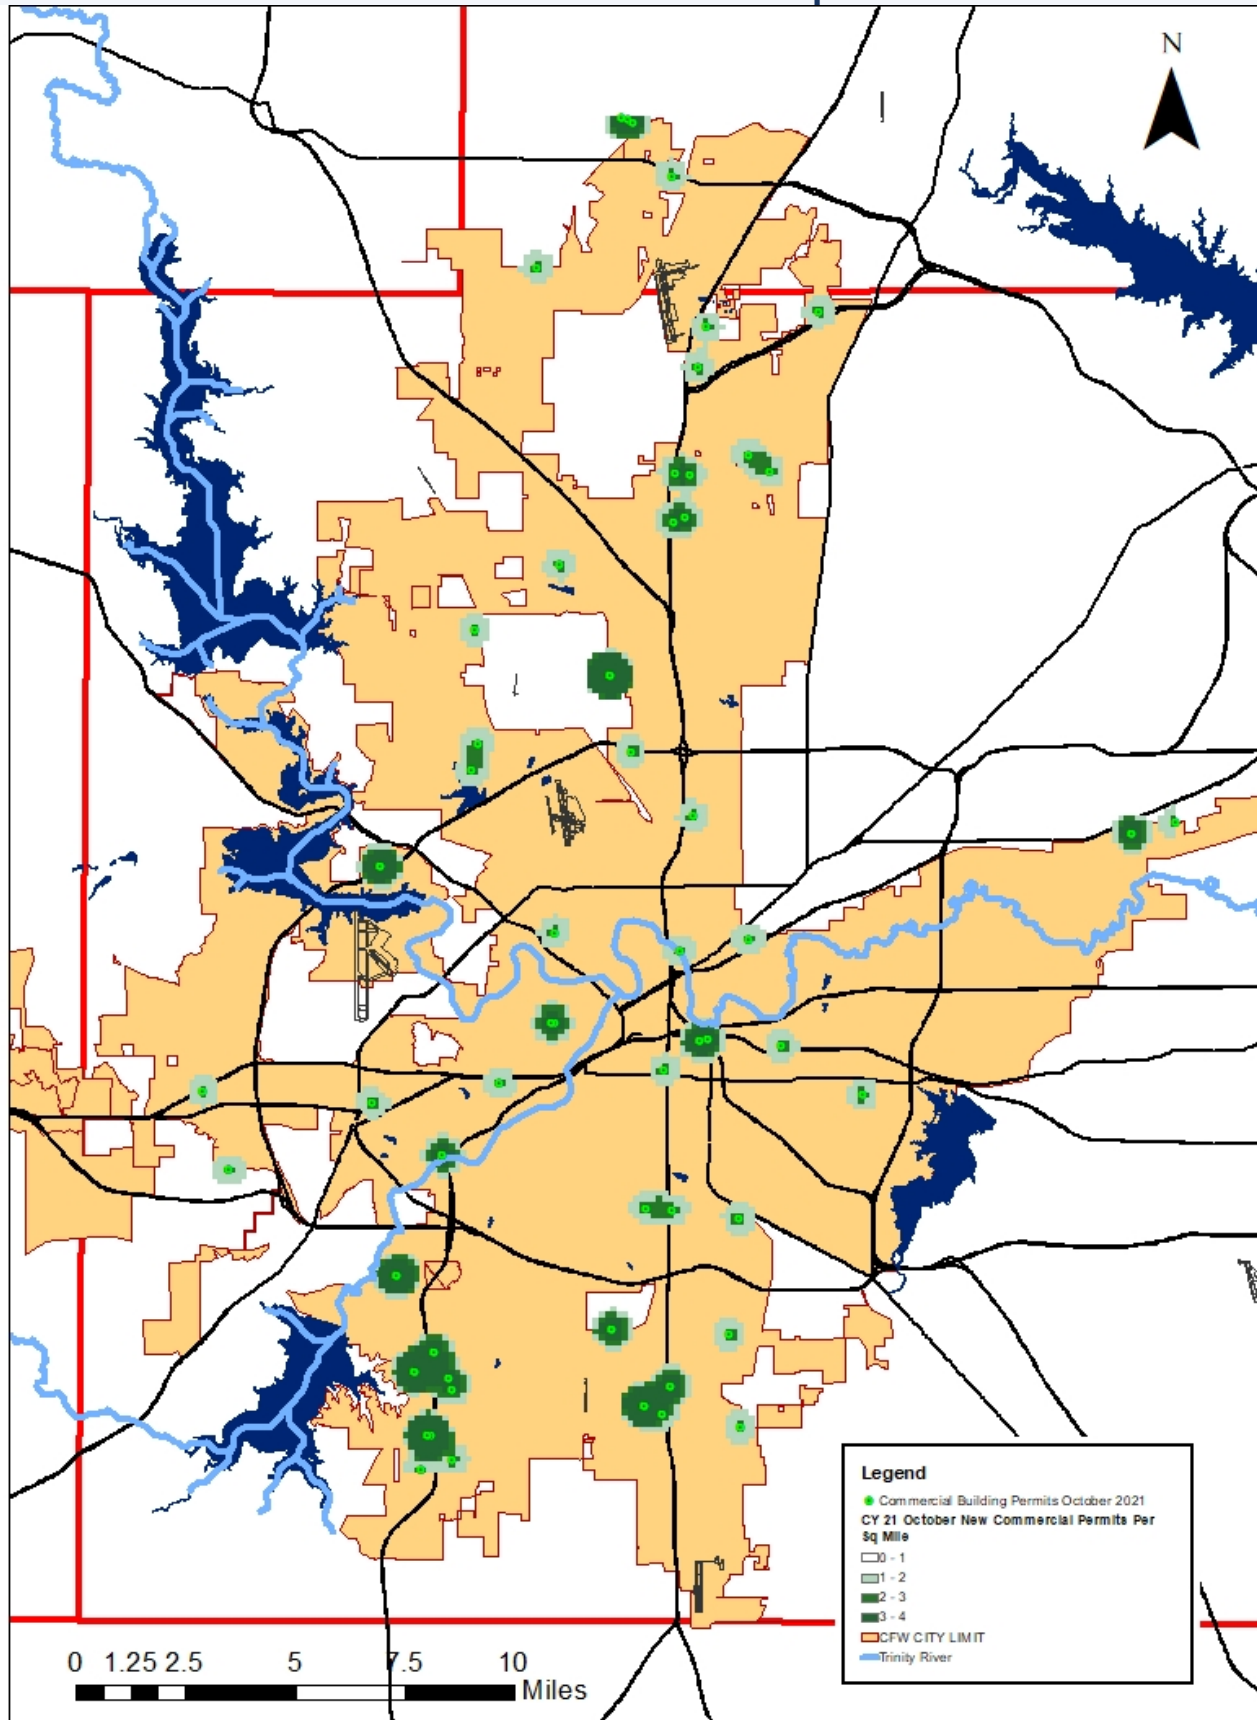 N
Legend
Commercial Building Permits October 2021
CY 21 October New Commercial Permits Per
Sq Mile
0 - 1
1 - 2
2 - 3
3 - 4
CFW CITY LIMIT
Trinity River
0 1.25 2.5 5 7.5 10
Miles